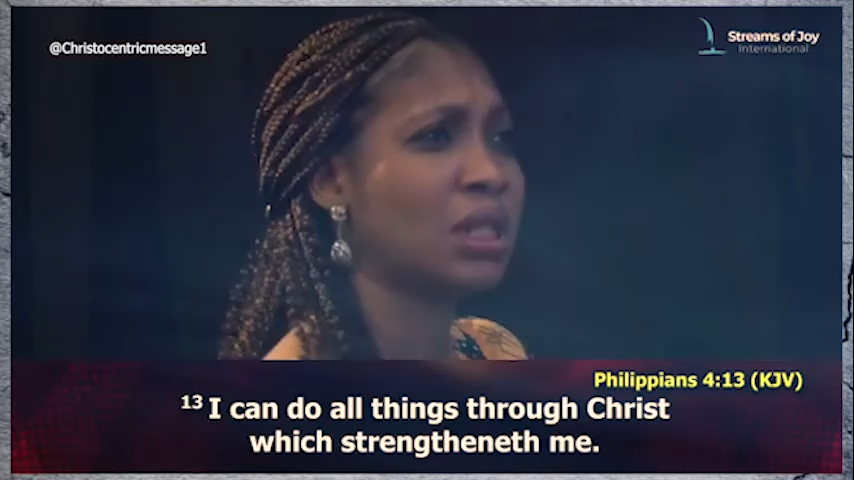 @Christocentricmessage1
Streams of Joy
International
Philippians 4:13 (KJV)
13 I can do all things through Christ
which strengtheneth me.